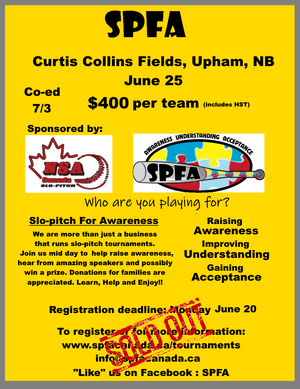 SPFA
Curtis Collins Fields, Upham, NB
June 25
Co-ed
7/3
$400 per team (includes HST)
Sponsored by:
NSA
Canada
SLO-PITCH
AWARENESS UNDERSTANDING ACCEPTANCE
SPFA
Who are you playing for?
Slo-pitch For Awareness
We are more than just a business
that runs slo-pitch tournaments.
Join us mid day to help raise awareness,
hear from amazing speakers and possibly
win a prize. Donations for families are
appreciated. Learn, Help and Enjoy!!
Raising
Awareness
Improving
Understanding
Gaining
Acceptance
Registration deadline: Monday June 20
To register or for more information:
www.spfacanada.ca/tournaments
info@spfacanada.ca
SOLD OUT
"Like" us on Facebook : SPFA